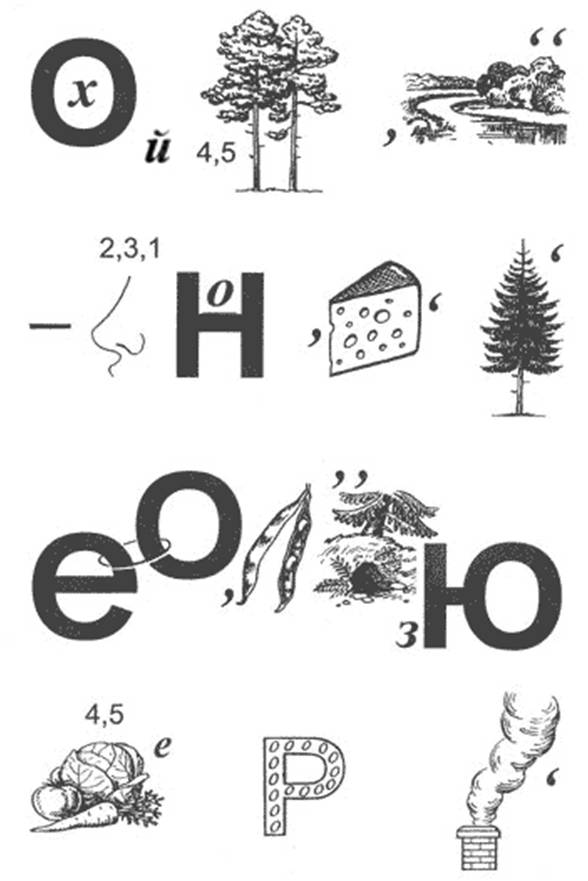 О х й 4,5 , ‘‘
– 2,3,1 Н о , ‘ ‘
е о , ,, з Ю
4,5 е Р ‘